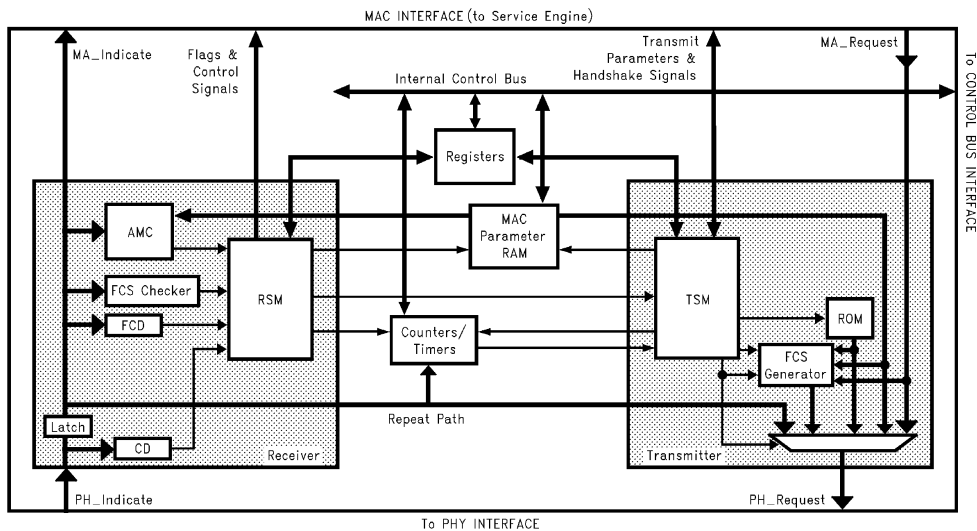 MAC INTERFACE (to Service Engine)
MA_Indicate
Flags &
Control
Signals
Transmit
Parameters &
Handshake Signals
MA_Request
Internal Control Bus
To CONTROL BUS INTERFACE
Registers
AMC
MAC
Parameter
RAM
FCS Checker
RSM
TSM
FCD
ROM
Counters/
Timers
FCS
Generator
Repeat Path
Latch
CD
Receiver
Transmitter
PH_Indicate
PH_Request
To PHY INTERFACE